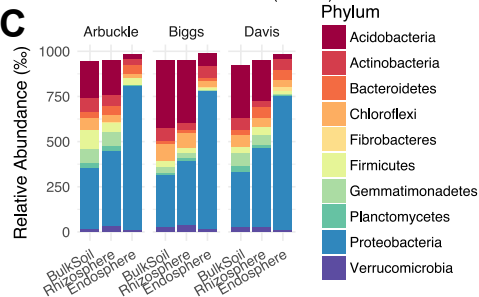 C
Arbuckle Biggs Davis
Relative Abundance (‰)
1000
750
500
250
0
BulkSoil
Rhizosphere
Endosphere
BulkSoil
Rhizosphere
Endosphere
BulkSoil
Rhizosphere
Endosphere
Phylum
Acidobacteria
Actinobacteria
Bacteroidetes
Chloroflexi
Fibrobacteres
Firmicutes
Gemmatimonadetes
Planctomycetes
Proteobacteria
Verrucomicrobia